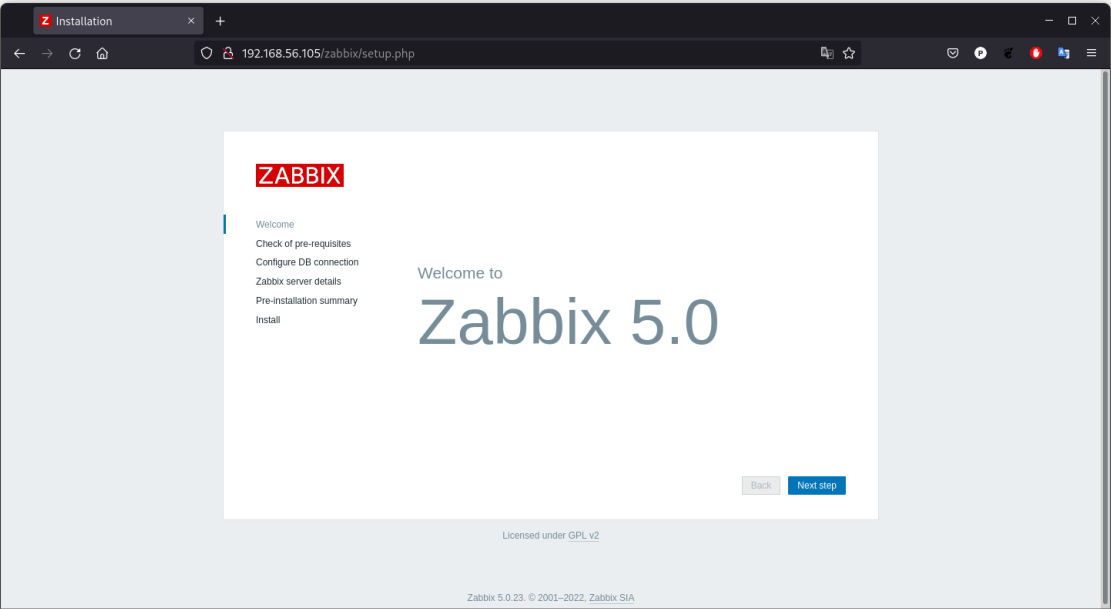 Z Installation
192.168.56.105/zabbix/setup.php
ZABBIX
Welcome
Check of pre-requisites
Configure DB connection
Zabbix server details
Pre-installation summary
Install
Welcome to
Zabbix 5.0
Back Next step
Licensed under GPL v2
Zabbix 5.0.23. © 2001–2022, Zabbix SIA